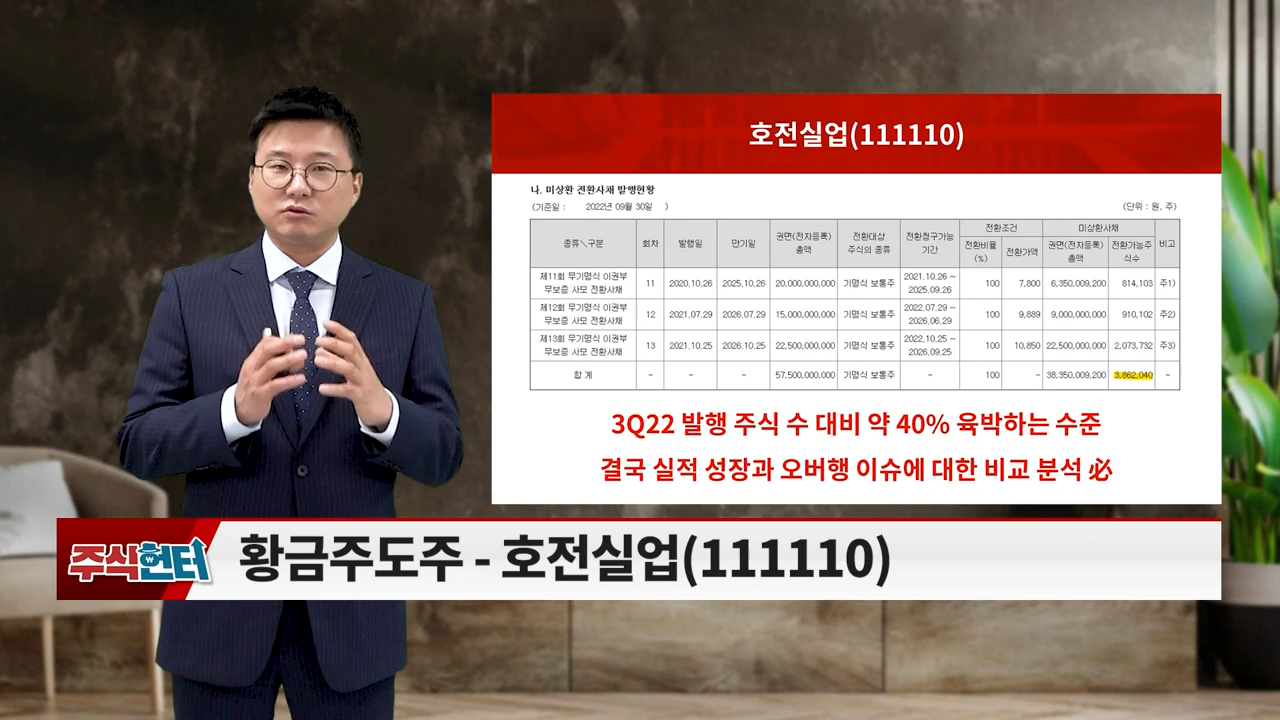 호전실업(111110)
나. 미상환 전환사채 발행현황
(기준일 : 2022년 09월 30일 ) (단위 : 원, 주)
종류＼구분 회차 발행일 만기일 권면(전자등록) 총액 전환대상 주식의 종류 전환청구가능 기간 전환조건 미상환사채 비고
전환비율 (%) 전환가액 권면(전자등록) 총액 전환가능주 식수
제11회 무기명식 이권부 무보증 사모 전환사채 11 2020.10.26 2025.10.26 20,000,000,000 기명식 보통주 2021.10.26 ~ 2025.09.26 100 7,800 6,350,009,200 814,103 주1)
제12회 무기명식 이권부 무보증 사모 전환사채 12 2021.07.29 2026.07.29 15,000,000,000 기명식 보통주 2022.07.29 ~ 2026.06.29 100 9,889 9,000,000,000 910,102 주2)
제13회 무기명식 이권부 무보증 사모 전환사채 13 2021.10.25 2026.10.25 22,500,000,000 기명식 보통주 2022.10.25 ~ 2026.09.25 100 10,850 22,500,000,000 2,073,732 주3)
합 계 - - - 57,500,000,000 기명식 보통주 - 100 - 38,350,009,200 3,862,040 -
3Q22 발행 주식 수 대비 약 40% 육박하는 수준
결국 실적 성장과 오버행 이슈에 대한 비교 분석 必
주식헌터
황금주도주 - 호전실업(111110)